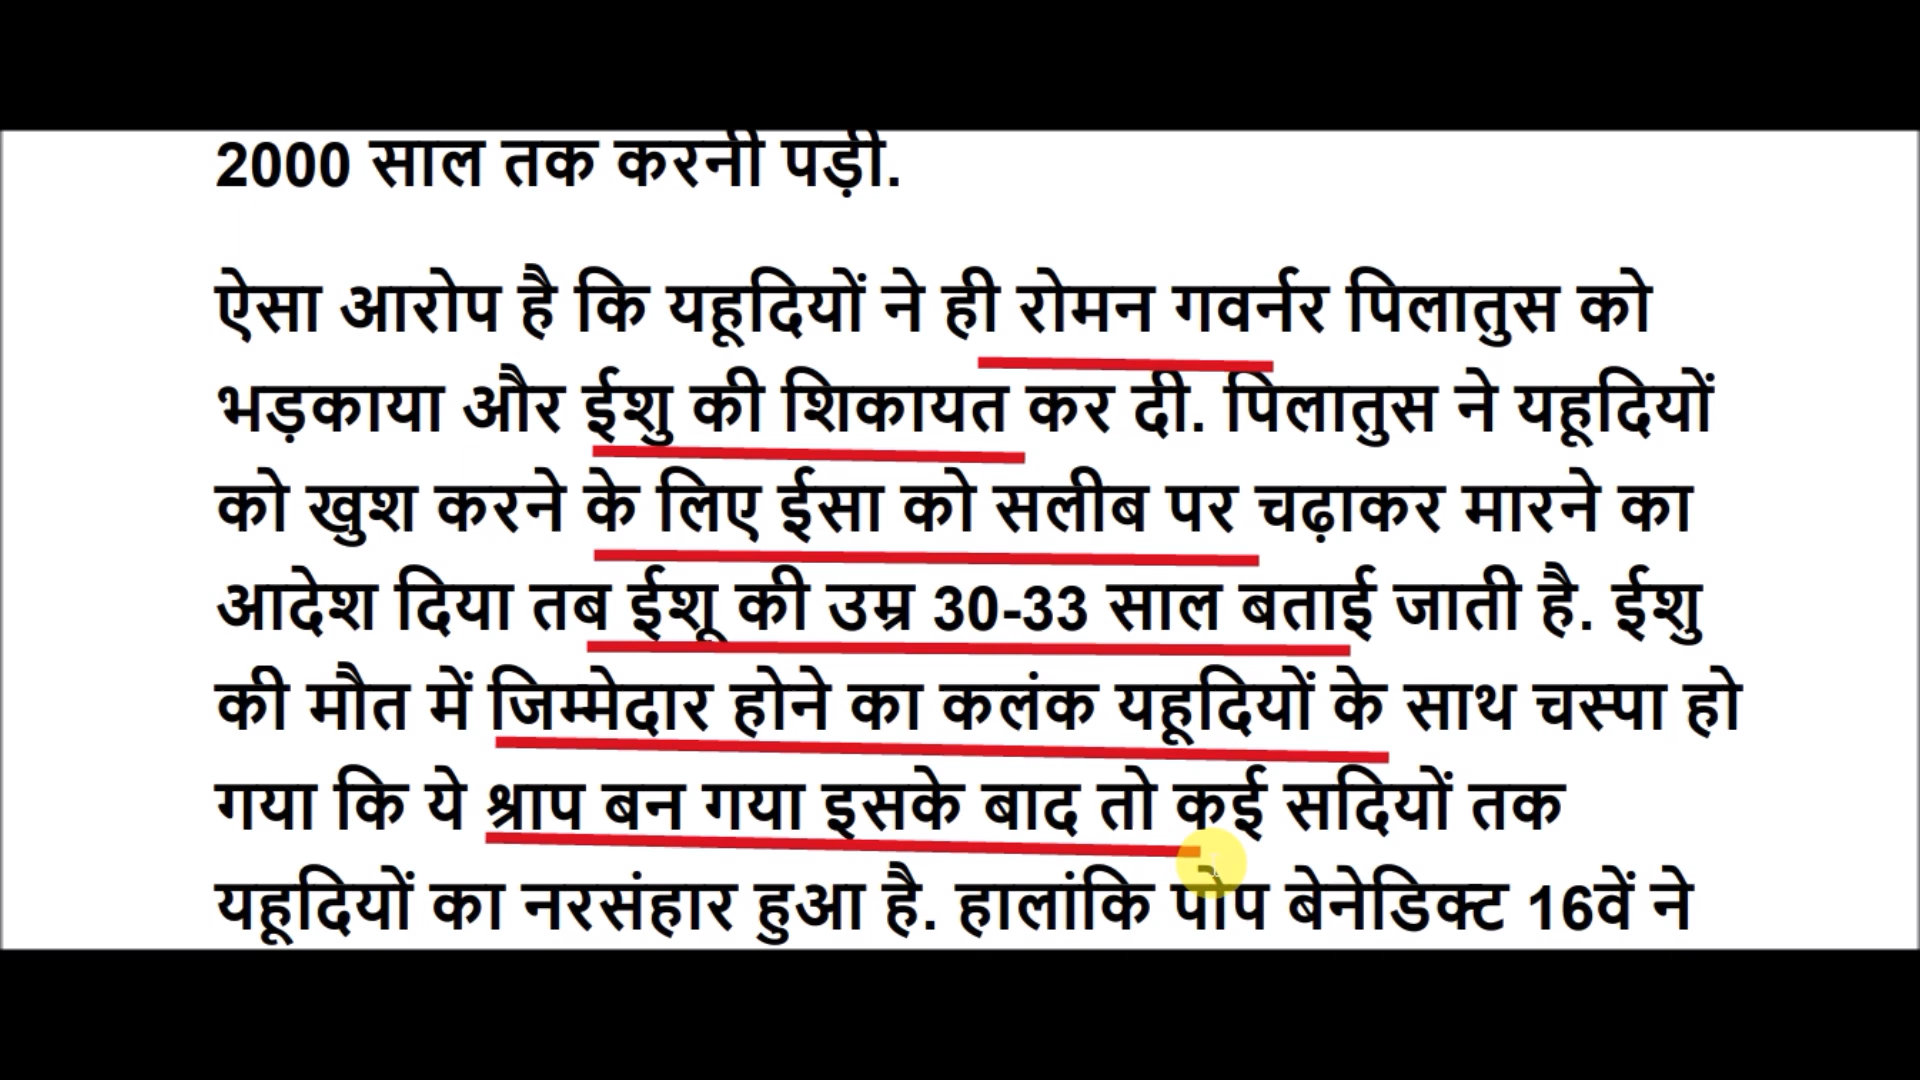 2000 साल तक करनी पड़ी.
ऐसा आरोप है कि यहूदियों ने ही रोमन गवर्नर पिलातुस को
भड़काया और ईशु की शिकायत कर दी. पिलातुस ने यहूदियों
को खुश करने के लिए ईसा को सलीब पर चढ़ाकर मारने का
आदेश दिया तब ईशू की उम्र 30-33 साल बताई जाती है. ईशु
की मौत में जिम्मेदार होने का कलंक यहूदियों के साथ चस्पा हो
गया कि ये श्राप बन गया इसके बाद तो कई सदियों तक
यहूदियों का नरसंहार हुआ है. हालांकि पोप बेनेडिक्ट 16वें ने